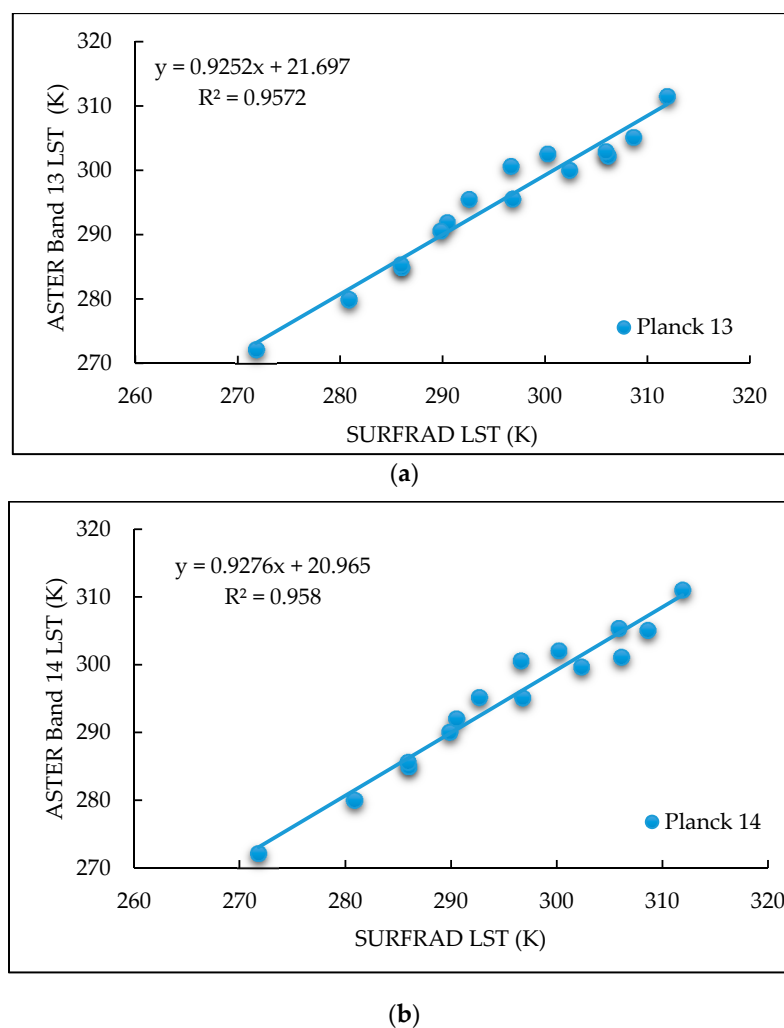 320
310
300
290
280
270
ASTER Band 13 LST (K)
y = 0.9252x + 21.697
R² = 0.9572
Planck 13
260 270 280 290 300 310 320
SURFRAD LST (K)
(a)
320
310
300
290
280
270
ASTER Band 14 LST (K)
y = 0.9276x + 20.965
R² = 0.958
Planck 14
260 270 280 290 300 310 320
SURFRAD LST (K)
(b)